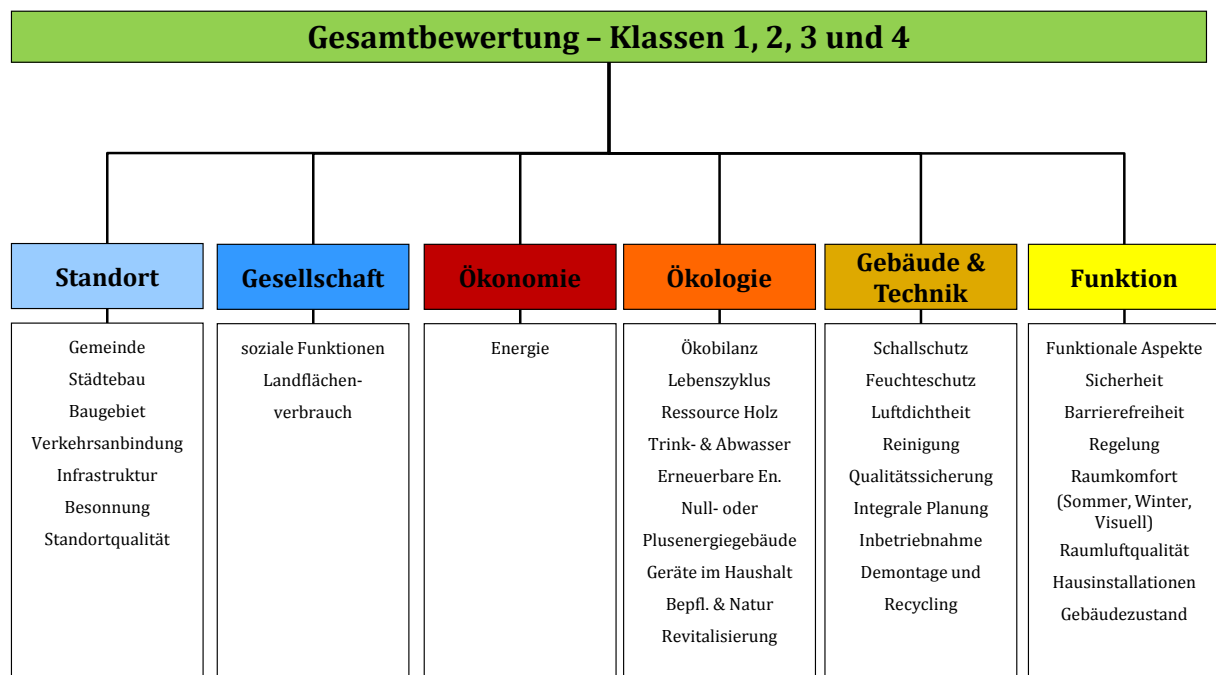 Gesamtbewertung – Klassen 1, 2, 3 und 4
Standort
Gemeinde
Städtebau
Baugebiet
Verkehrsanbindung
Infrastruktur
Besonnung
Standortqualität
Gesellschaft
soziale Funktionen
Landflächen-
verbrauch
Ökonomie
Energie
Ökologie
Ökobilanz
Lebenszyklus
Ressource Holz
Trink- & Abwasser
Erneuerbare En.
Null- oder
Plusenergiegebäude
Geräte im Haushalt
Bepfl. & Natur
Revitalisierung
Gebäude &
Technik
Schallschutz
Feuchteschutz
Luftdichtheit
Reinigung
Qualitätssicherung
Integrale Planung
Inbetriebnahme
Demontage und
Recycling
Funktion
Funktionale Aspekte
Sicherheit
Barrierefreiheit
Regelung
Raumkomfort
(Sommer, Winter,
Visuell)
Raumluftqualität
Hausinstallationen
Gebäudezustand